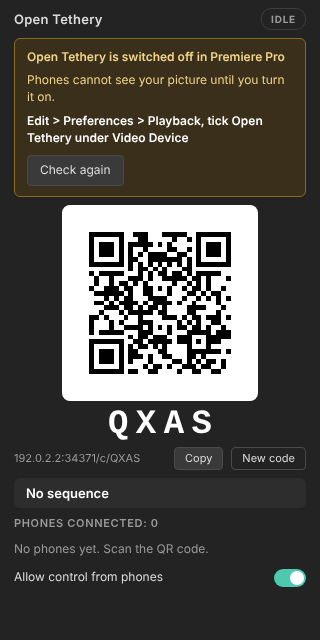 Open Tethery
IDLE
Open Tethery is switched off in Premiere Pro
Phones cannot see your picture until you turn
it on.
Edit > Preferences > Playback, tick Open
Tethery under Video Device
Check again
QXAS
192.0.2.2:34371/c/QXAS
Copy
New code
No sequence
PHONES CONNECTED: 0
No phones yet. Scan the QR code.
Allow control from phones